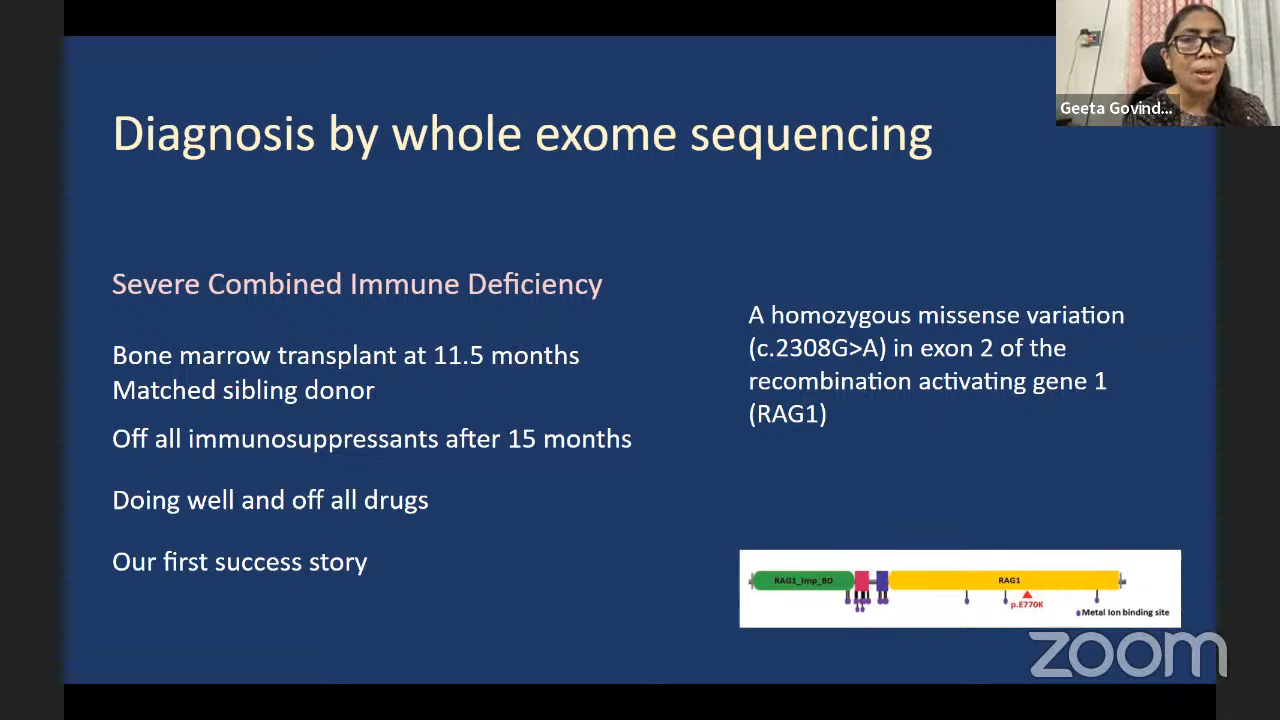 Geeta Govind...
Diagnosis by whole exome sequencing
Severe Combined Immune Deficiency
Bone marrow transplant at 11.5 months
Matched sibling donor
Off all immunosuppressants after 15 months
Doing well and off all drugs
Our first success story
A homozygous missense variation
(c.2308G>A) in exon 2 of the
recombination activating gene 1
(RAG1)
RAG1_Imp_BD
RAG1
p.E770K
Metal Ion binding site
zoom